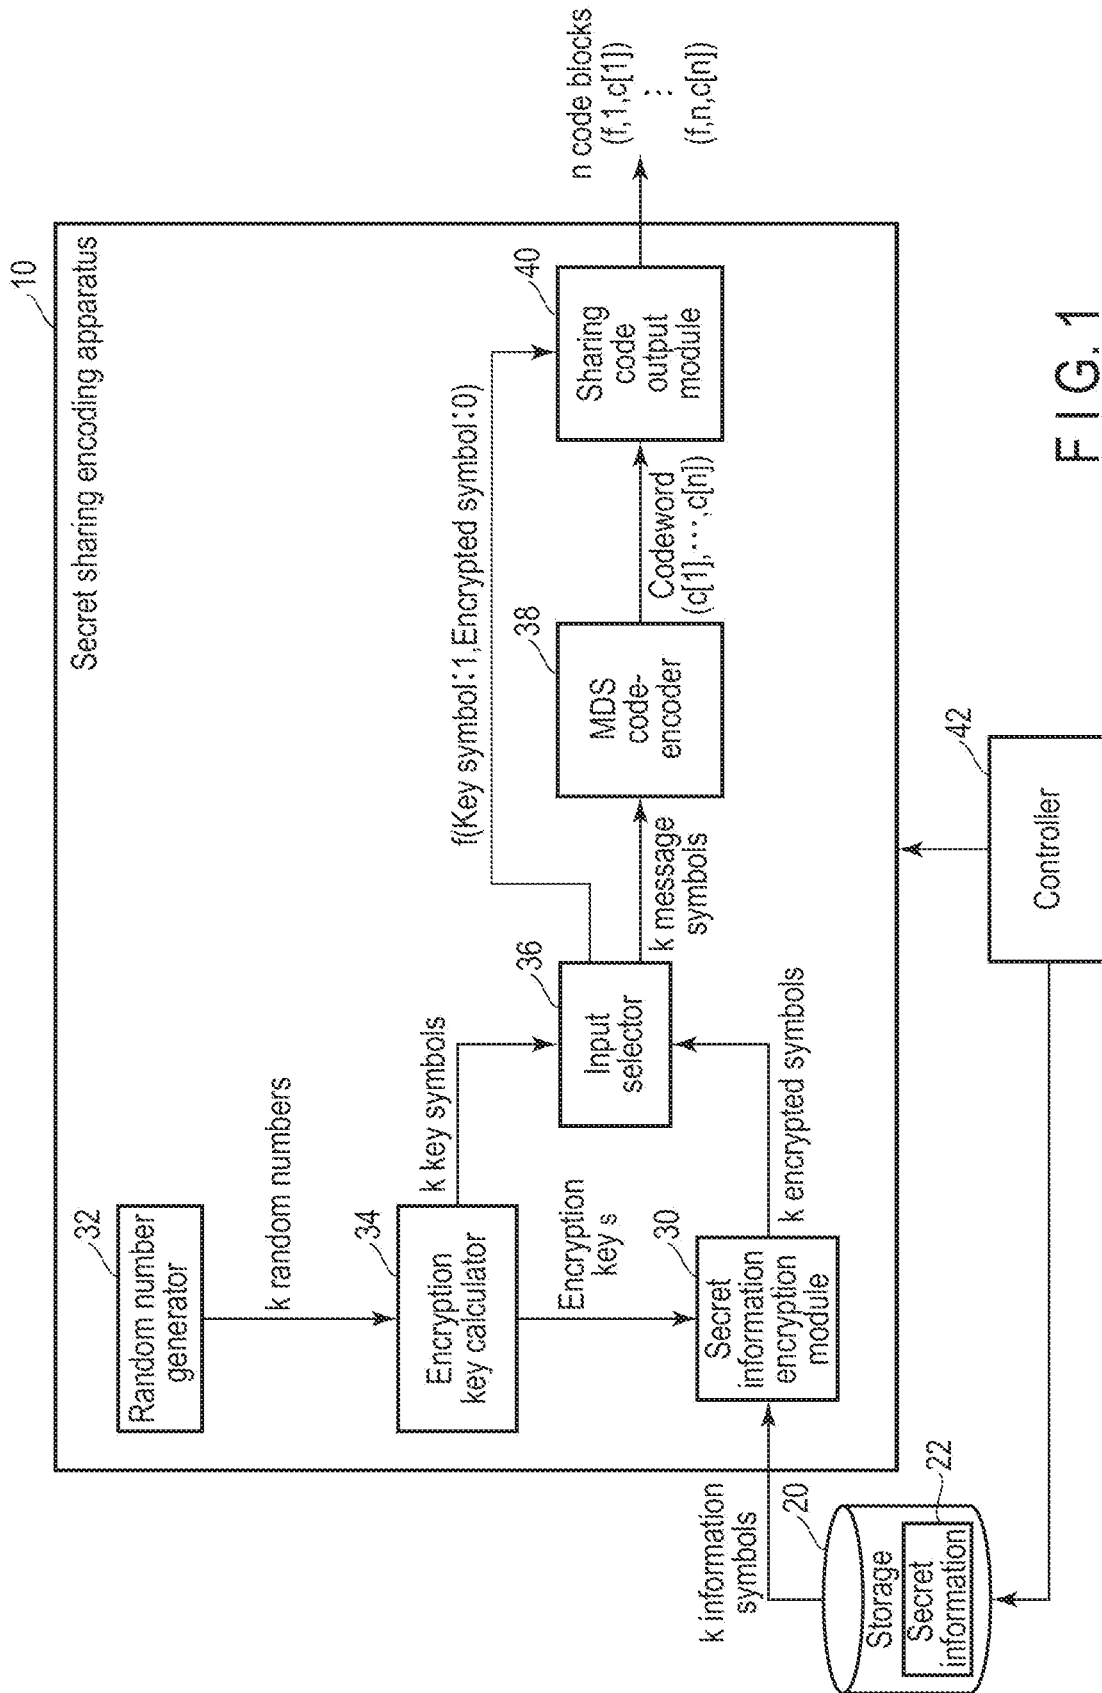 10
Secret sharing encoding apparatus
32
Random number
generator
k random numbers
34
Encryption
key calculator
k key symbols
Encryption
key s
30
Secret
information
encryption
module
k encrypted symbols
36
Input
selector
f(Key symbol:1,Encrypted symbol:0)
k message
symbols
38
MDS
code-
encoder
Codeword
(c[1],⋯,c[n])
40
Sharing
code
output
module
n code blocks
(f,1,c[1])
⋮
(f,n,c[n])
k information
symbols
20
Storage
22
Secret
information
42
Controller
FIG. 1